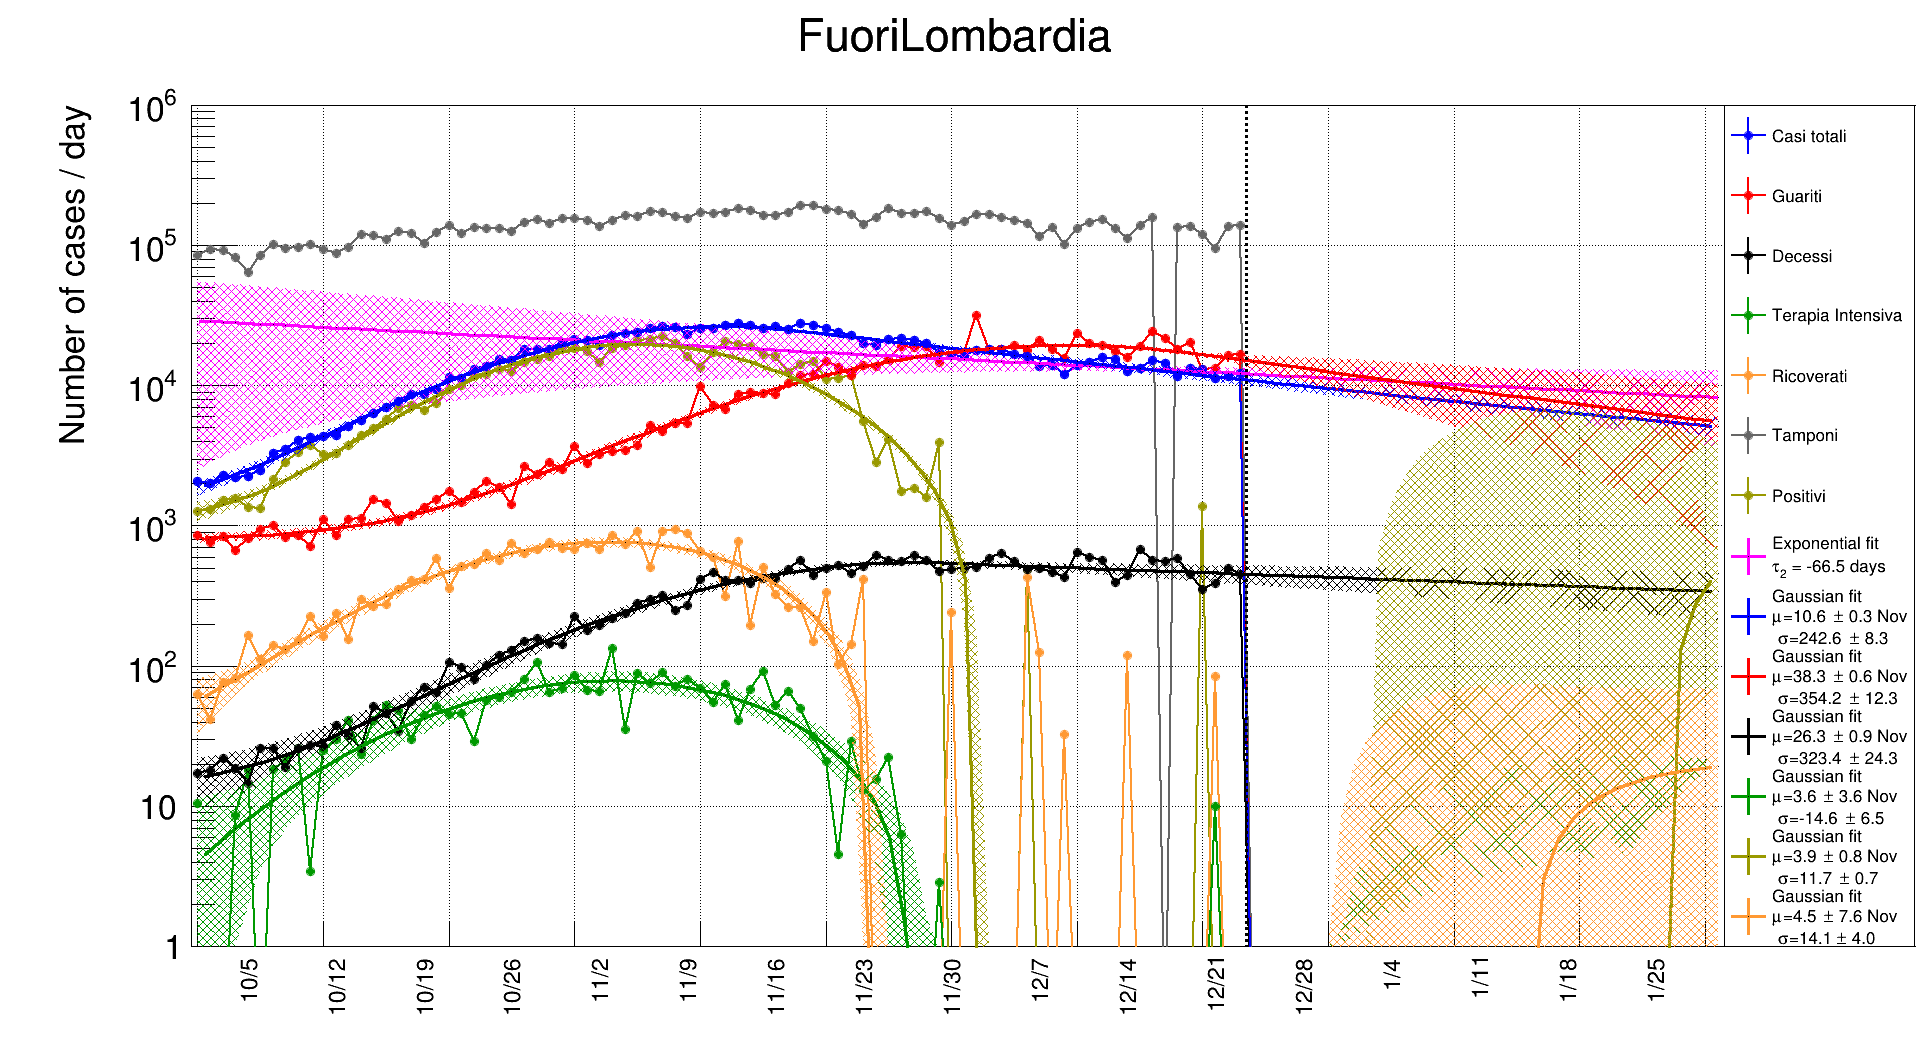 FuoriLombardia
Number of cases / day
10^6
10^5
10^4
10^3
10^2
10
1
10/5
10/12
10/19
10/26
11/2
11/9
11/16
11/23
11/30
12/7
12/14
12/21
12/28
1/4
1/11
1/18
1/25
Casi totali
Guariti
Decessi
Terapia Intensiva
Ricoverati
Tamponi
Positivi
Exponential fit
τ₂ = -66.5 days
Gaussian fit
μ=10.6 ± 0.3 Nov
σ=242.6 ± 8.3
Gaussian fit
μ=38.3 ± 0.6 Nov
σ=354.2 ± 12.3
Gaussian fit
μ=26.3 ± 0.9 Nov
σ=323.4 ± 24.3
Gaussian fit
μ=3.6 ± 3.6 Nov
σ=-14.6 ± 6.5
Gaussian fit
μ=3.9 ± 0.8 Nov
σ=11.7 ± 0.7
Gaussian fit
μ=4.5 ± 7.6 Nov
σ=14.1 ± 4.0